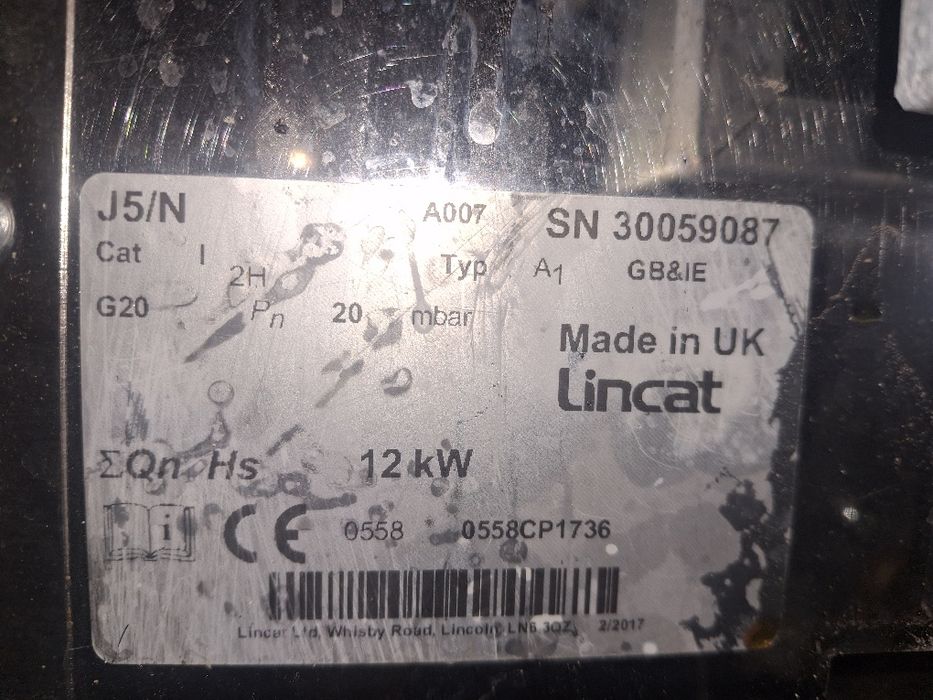 J5/N A007 SN 30059087
Cat I 2H Typ A1 GB&IE
G20 Pn 20 mbar
Made in UK
Lincat
ΣQn Hs 12 kW
i CE 0558 0558CP1736
Lincat Ltd, Whisby Road, Lincoln, LN6 3QZ, 2/2017